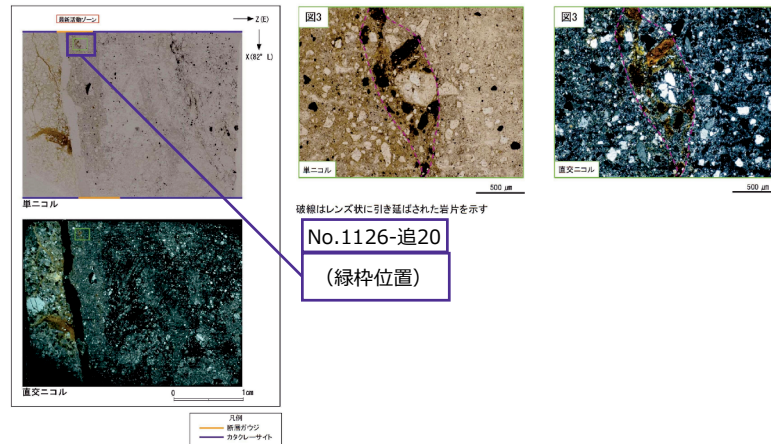 最新活動ゾーン
Z(E)
X(82° L)
単ニコル
直交ニコル
0 1cm
凡例
断層ガウジ
カタクレーサイト
図3
単ニコル
500 μm
破線はレンズ状に引き延ばされた岩片を示す
No.1126-追20
（緑枠位置）
図3
直交ニコル
500 μm